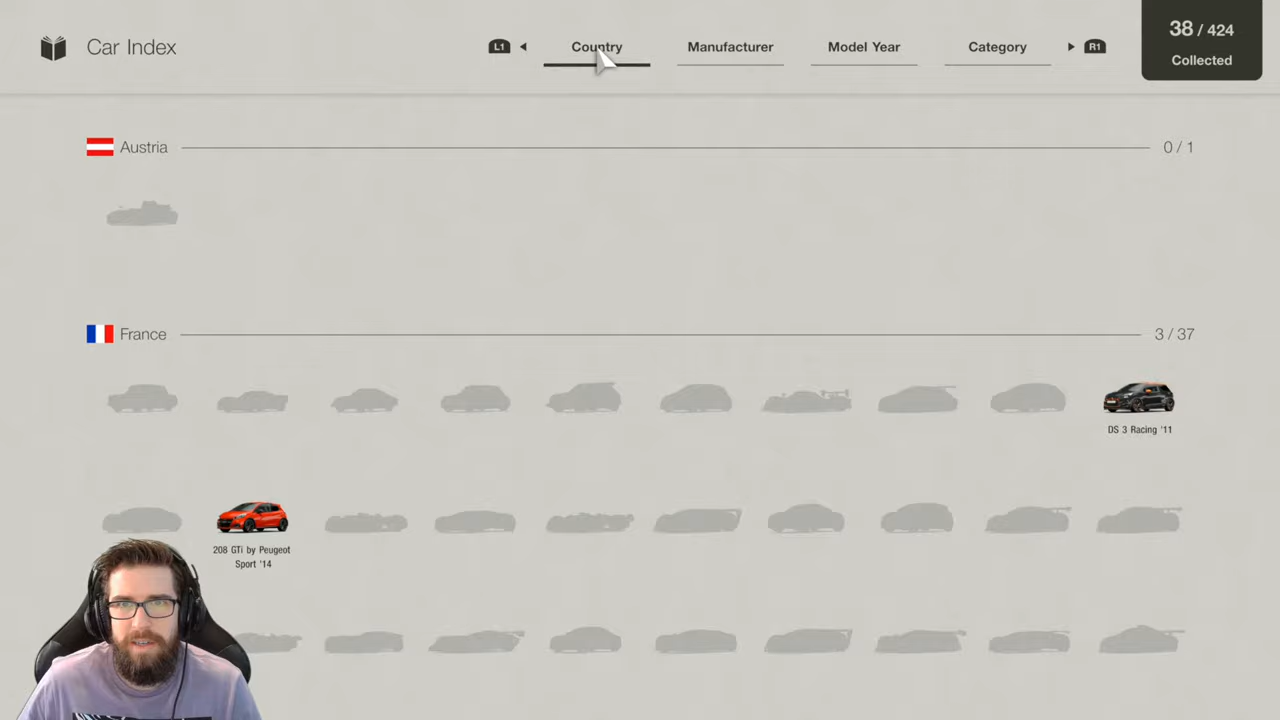 Car Index
L1
Country
Manufacturer
Model Year
Category
R1
38 / 424
Collected
Austria
0 / 1
France
3 / 37
DS 3 Racing '11
208 GTi by Peugeot
Sport '14